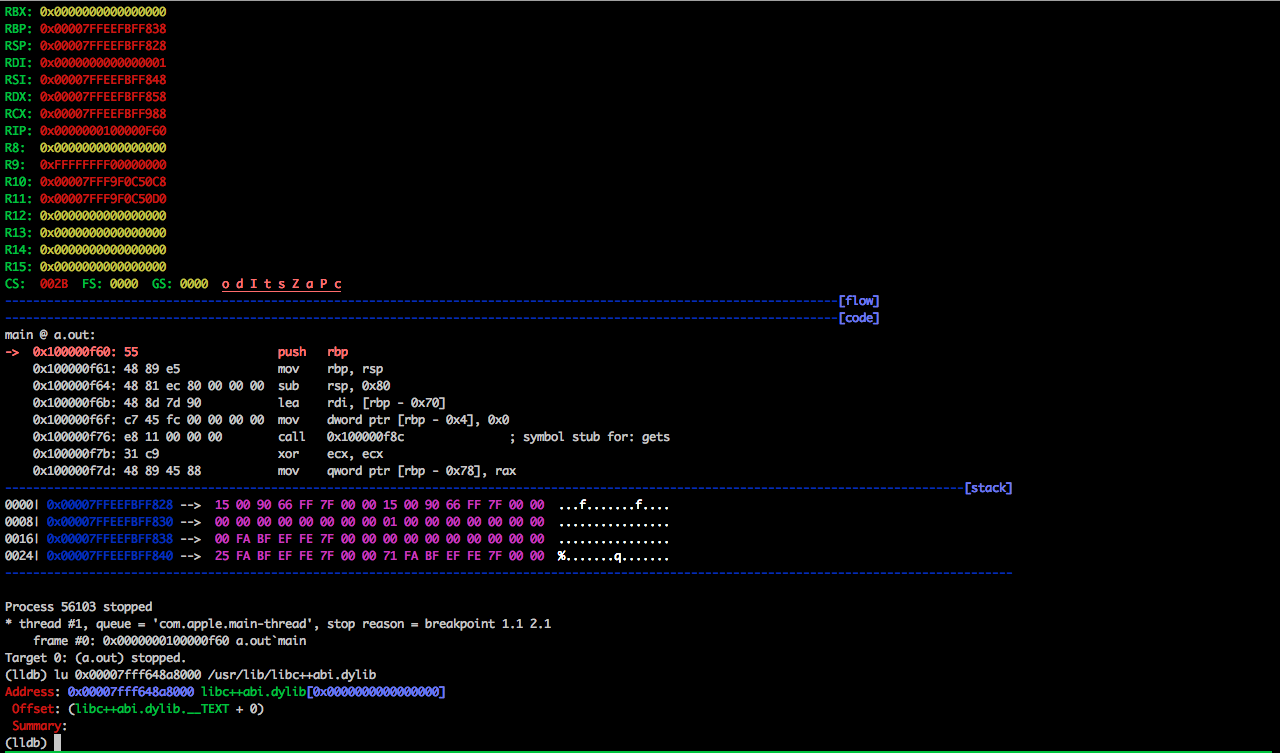 RBX: 0x0000000000000000
RBP: 0x00007FFEEFBFF838
RSP: 0x00007FFEEFBFF828
RDI: 0x0000000000000001
RSI: 0x00007FFEEFBFF848
RDX: 0x00007FFEEFBFF858
RCX: 0x00007FFEEFBFF988
RIP: 0x0000000100000F60
R8:  0x0000000000000000
R9:  0xFFFFFFFF00000000
R10: 0x00007FFF9F0C50C8
R11: 0x00007FFF9F0C50D0
R12: 0x0000000000000000
R13: 0x0000000000000000
R14: 0x0000000000000000
R15: 0x0000000000000000
CS:  002B  FS: 0000  GS: 0000  o d I t s Z a P c
[flow]
[code]
main @ a.out:
->  0x100000f60: 55                    push   rbp
    0x100000f61: 48 89 e5              mov    rbp, rsp
    0x100000f64: 48 81 ec 80 00 00 00  sub    rsp, 0x80
    0x100000f6b: 48 8d 7d 90           lea    rdi, [rbp - 0x70]
    0x100000f6f: c7 45 fc 00 00 00 00  mov    dword ptr [rbp - 0x4], 0x0
    0x100000f76: e8 11 00 00 00        call   0x100000f8c               ; symbol stub for: gets
    0x100000f7b: 31 c9                 xor    ecx, ecx
    0x100000f7d: 48 89 45 88           mov    qword ptr [rbp - 0x78], rax
[stack]
0000| 0x00007FFEEFBFF828 -->  15 00 90 66 FF 7F 00 00 15 00 90 66 FF 7F 00 00  ...f.......f....
0008| 0x00007FFEEFBFF830 -->  00 00 00 00 00 00 00 00 01 00 00 00 00 00 00 00  ................
0016| 0x00007FFEEFBFF838 -->  00 FA BF EF FE 7F 00 00 00 00 00 00 00 00 00 00  ................
0024| 0x00007FFEEFBFF840 -->  25 FA BF EF FE 7F 00 00 71 FA BF EF FE 7F 00 00  %.......q.......
Process 56103 stopped
* thread #1, queue = 'com.apple.main-thread', stop reason = breakpoint 1.1 2.1
    frame #0: 0x0000000100000f60 a.out`main
Target 0: (a.out) stopped.
(lldb) lu 0x00007fff648a8000 /usr/lib/libc++abi.dylib
Address: 0x00007fff648a8000 libc++abi.dylib[0x0000000000000000]
 Offset: (libc++abi.dylib.__TEXT + 0)
 Summary:
(lldb)